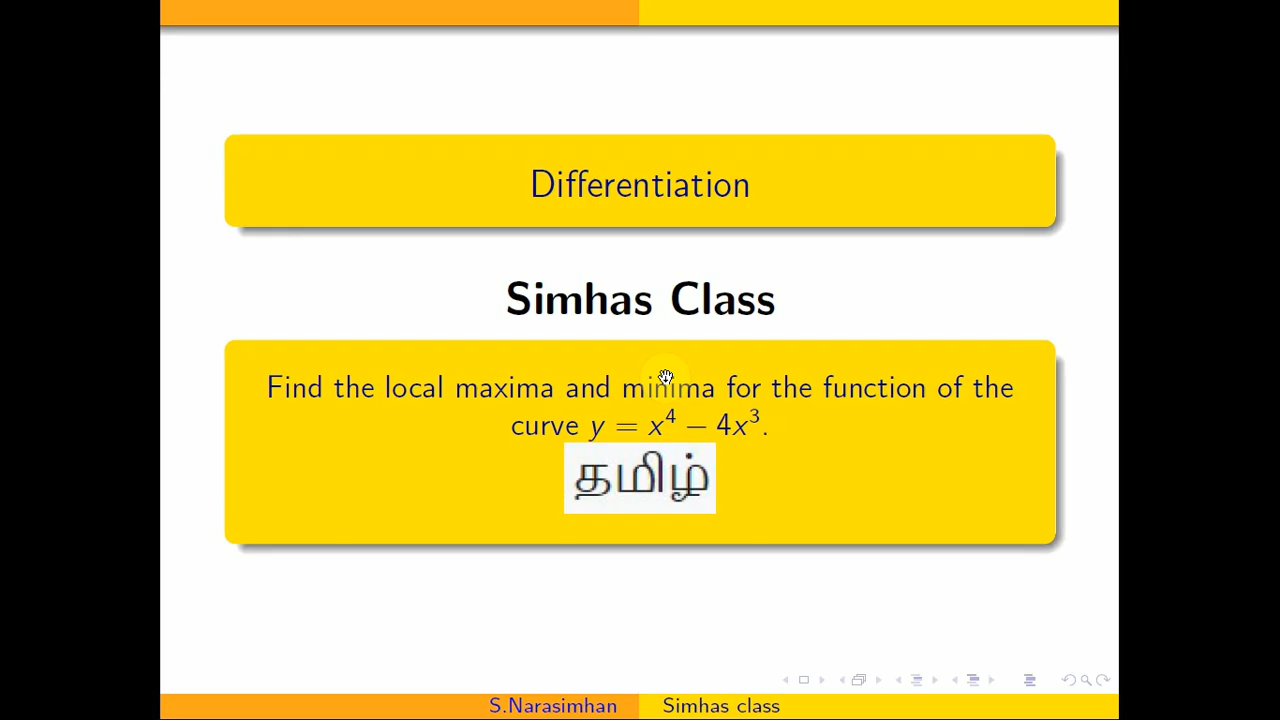 Differentiation
Simhas Class
Find the local maxima and minima for the function of the
curve y = x⁴ − 4x³.
தமிழ்
S.Narasimhan Simhas class